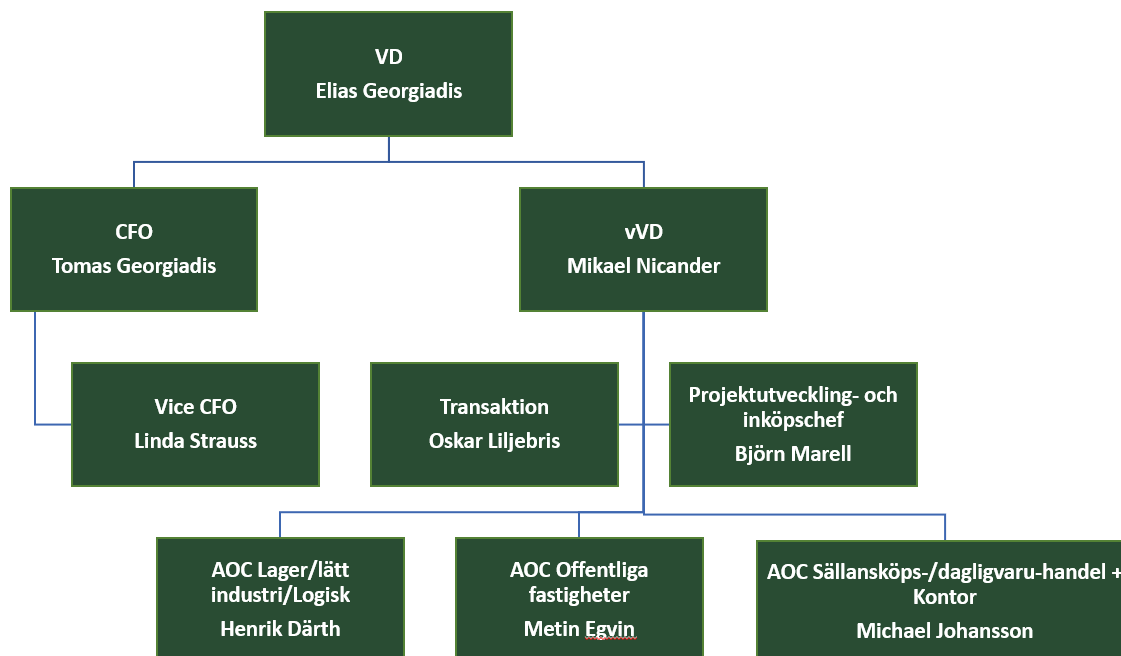 VD
Elias Georgiadis
CFO
Tomas Georgiadis
vVD
Mikael Nicander
Vice CFO
Linda Strauss
Transaktion
Oskar Liljebris
Projektutveckling- och
inköpschef
Björn Marell
AOC Lager/lätt
industri/Logisk
Henrik Därth
AOC Offentliga
fastigheter
Metin Egvin
AOC Sällansköps-/dagligvaru-handel +
Kontor
Michael Johansson